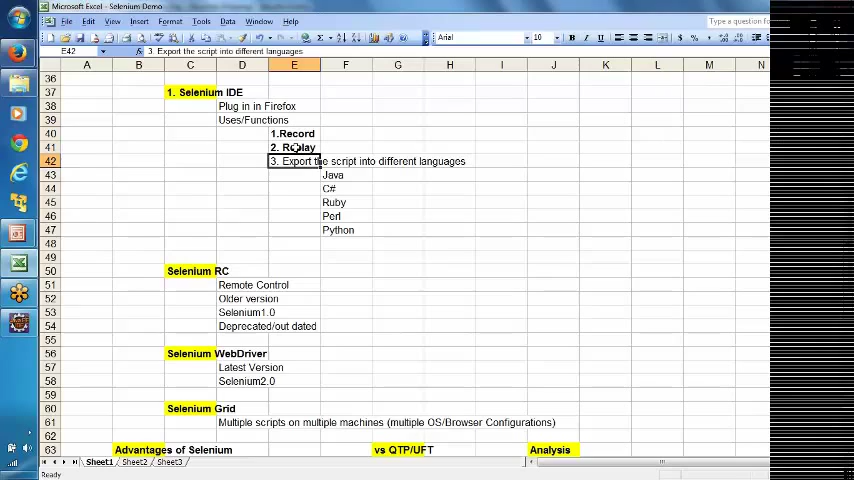 Microsoft Excel - Selenium Demo
File Edit View Insert Format Tools Data Window Help
Type a question f
Arial 10 B I U
E42 fx 3. Export the script into different languages
A B C D E F G H I J K L M N
36
37 1. Selenium IDE
38 Plug in in Firefox
39 Uses/Functions
40 1.Record
41 2. Replay
42 3. Export the script into different languages
43 Java
44 C#
45 Ruby
46 Perl
47 Python
48
49
50 Selenium RC
51 Remote Control
52 Older version
53 Selenium1.0
54 Deprecated/out dated
55
56 Selenium WebDriver
57 Latest Version
58 Selenium2.0
59
60 Selenium Grid
61 Multiple scripts on multiple machines (multiple OS/Browser Configurations)
62
63 Advantages of Selenium vs QTP/UFT Analysis
Sheet1 Sheet2 Sheet3
Ready